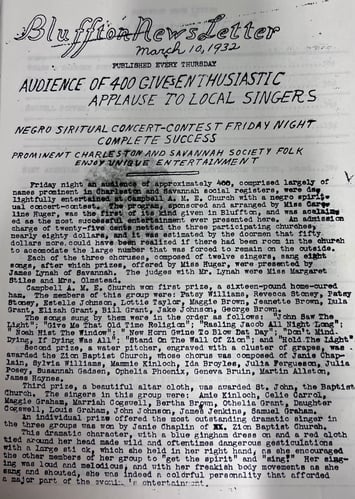 Bluffton News Letter
March 10, 1932
PUBLISHED EVERY THURSDAY
AUDIENCE OF 400 GIVES ENTHUSIASTIC
APPLAUSE TO LOCAL SINGERS
NEGRO SIRITUAL CONCERT-CONTEST FRIDAY NIGHT
COMPLETE SUCCESS
PROMINENT CHARLESTON AND SAVANNAH SOCIETY FOLK
ENJOY UNIQUE ENTERTAINMENT
Friday night an audience of approximately 400, comprised largely of
names prominent in Charleston and Savannah social registers, were de-
lightfully entertained at Campbell A. M. E. Church with a negro spirit-
ual concert-contest. The program, sponsored and arranged by Miss Caro-
line Huger, was the first of its kind given in Bluffton, and was acclaim-
ed as the most successful entertainment ever presented here. An admission
charge of twenty-five cents netted the three participating churches,
nearly eighty dollars, and it was estimated by the doormen that fifty
dollars more, could have been realised if there had been room in the church
to accomodate the large number that was forced to remain on the outside.
Each of the three choruses, composed of twelve singers, sang eight
songs, after which prizes, offered by Miss Huger, were presented by
James Lynah of Savannah. The judges with Mr. Lynah were Miss Margaret
Stiles and Mrs. Olmstead.
Campbell A. M. E. Church won first prize, a sixteen-pound home-cured
ham. The members of this group were: Patsy Williams, Revecca Stoney, Patsy
Stoney, Estelle Johnson, Lottie Fraylor, Maggie Brown, Jeanette Brown, Lula
Grant, Elizah Grant, Bill Grant, Jake Johnson, George Brown.
The songs sung by them were in the order as follows: "John Saw The
Light"; "Give Me That Old Time Religion"; "Rasling Jacob All Night Long";
"Noah Hist The Window"; "New Horn Gwine To Blow Dat Day"; "Don't Mind
Dying, If Dying Was All"; "Stand On The Wall Of Zion"; and "Hold The Light"
Second prize, a water pitcher, engraved with a cluster of grapes, was
awarded the Zion Baptist Church, whose chorus was composed of Janie Chap-
lain, Sylvia Williams, Mammie Kinloch, Ida Bryles, Julia Ferguson, Julia
Posey, Susannah Gadsen, Ophelia Phoenix, Geneva Bruin, Martin Allston,
James Haynes.
Third prize, a beautiful altar cloth, was awarded St. John, the Baptist
Church. The singers in this group were: Amie Kinloch, Celio Carrol,
Maggie Graham, Marriah Cogswell, Bertha Brown, Othella Grant, Daughter
Cogswell, Louis Graham, John Johnson, James Jenkins, Samuel Graham.
An individual prize offered the most outstanding dramatic singer in
the three groups was won by Janie Chaplin of Zion Baptist Church.
This dramatic character, with a blue gingham dress on and a red cloth
tied around her head made wild and oftentimes dangerous gesticulations
with a large stick, which she held in her right hand, as she encouraged
the other members of her group to "get the spirit" and "sing"! Her sing-
ing was loud and melodious, and with her freakish body movements as she
sang and shouted, she was indeed a colorful personality that afforded
a major part of the evening's entertainment.